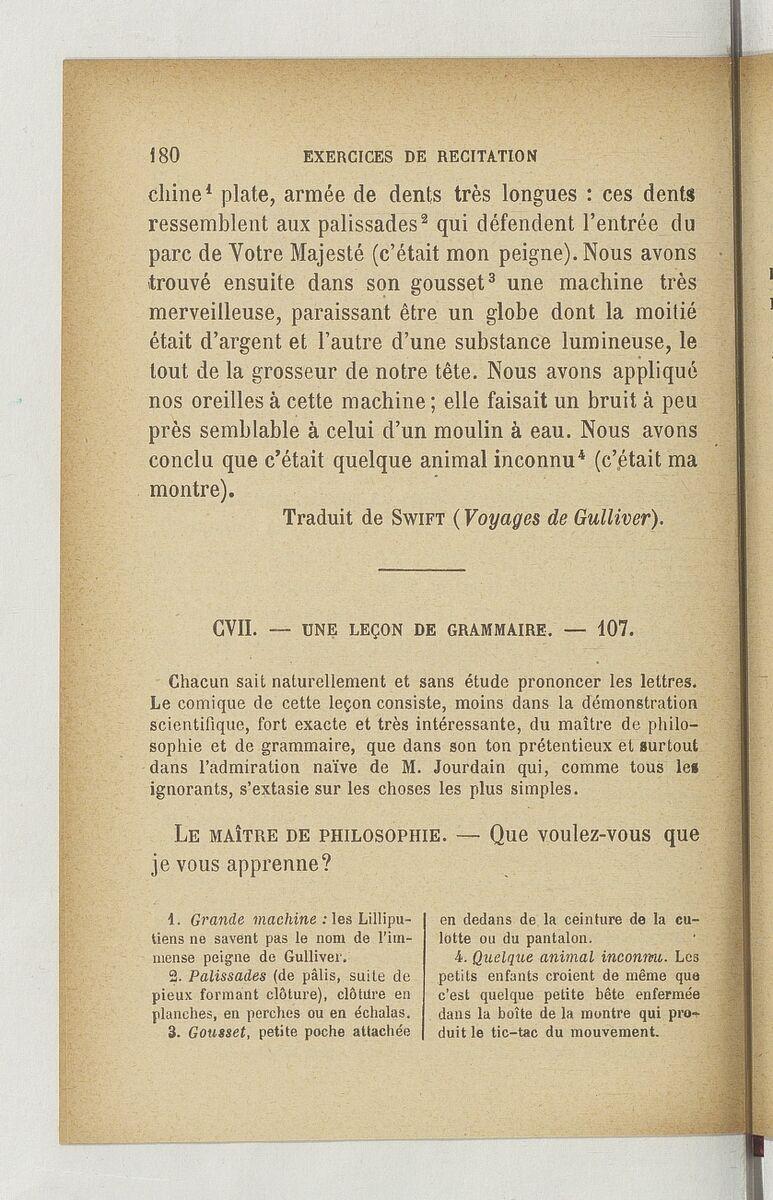 180 EXERCICES DE RECITATION
chine¹ plate, armée de dents très longues : ces dents
ressemblent aux palissades² qui défendent l'entrée du
parc de Votre Majesté (c'était mon peigne). Nous avons
trouvé ensuite dans son gousset³ une machine très
merveilleuse, paraissant être un globe dont la moitié
était d'argent et l'autre d'une substance lumineuse, le
tout de la grosseur de notre tête. Nous avons appliqué
nos oreilles à cette machine ; elle faisait un bruit à peu
près semblable à celui d'un moulin à eau. Nous avons
conclu que c'était quelque animal inconnu⁴ (c'était ma
montre).
Traduit de SWIFT (Voyages de Gulliver).
CVII. — UNE LEÇON DE GRAMMAIRE. — 107.
Chacun sait naturellement et sans étude prononcer les lettres.
Le comique de cette leçon consiste, moins dans la démonstration
scientifique, fort exacte et très intéressante, du maître de philo-
sophie et de grammaire, que dans son ton prétentieux et surtout
dans l'admiration naïve de M. Jourdain qui, comme tous les
ignorants, s'extasie sur les choses les plus simples.
LE MAÎTRE DE PHILOSOPHIE. — Que voulez-vous que
je vous apprenne?
1. Grande machine : les Lillipu-
tiens ne savent pas le nom de l'im-
mense peigne de Gulliver.
2. Palissades (de pâlis, suite de
pieux formant clôture), clôture en
planches, en perches ou en échalas.
3. Gousset, petite poche attachée
en dedans de la ceinture de la cu-
lotte ou du pantalon.
4. Quelque animal inconnu. Les
petits enfants croient de même que
c'est quelque petite bête enfermée
dans la boîte de la montre qui pro-
duit le tic-tac du mouvement.